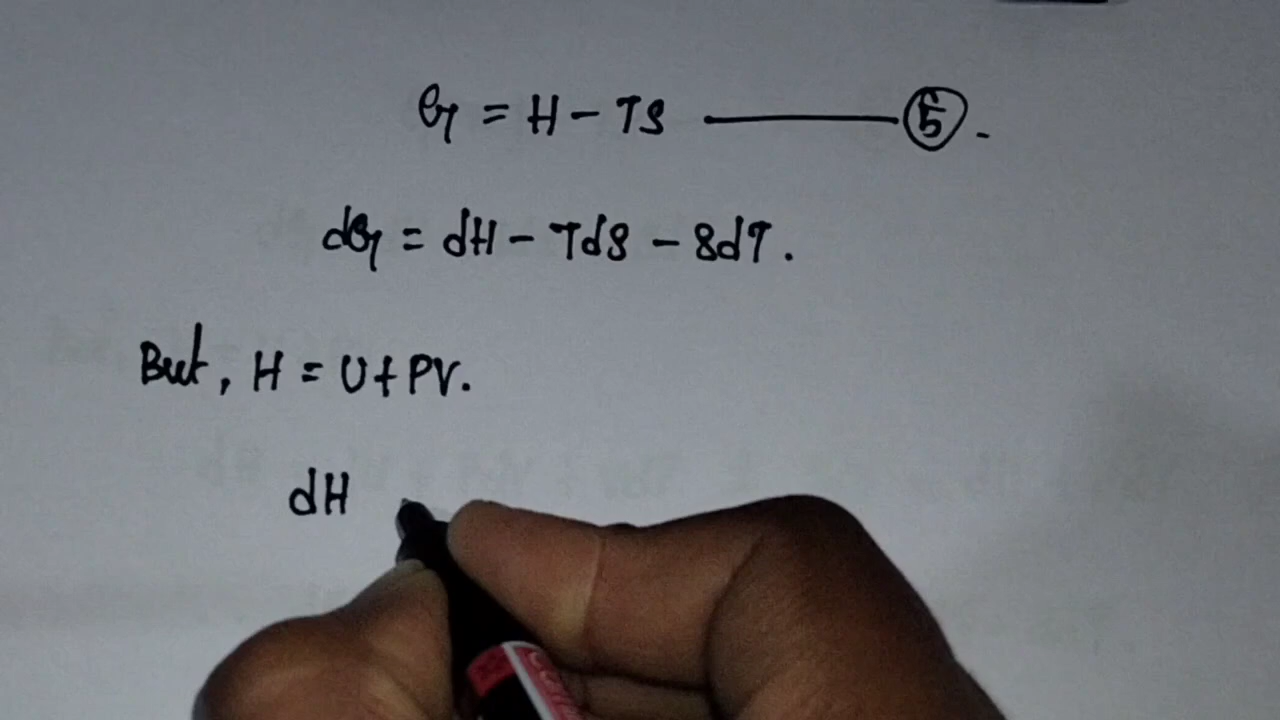 G = H - TS ——— ⑤.
dG = dH - TdS - SdT.
But, H = U + PV.
dH